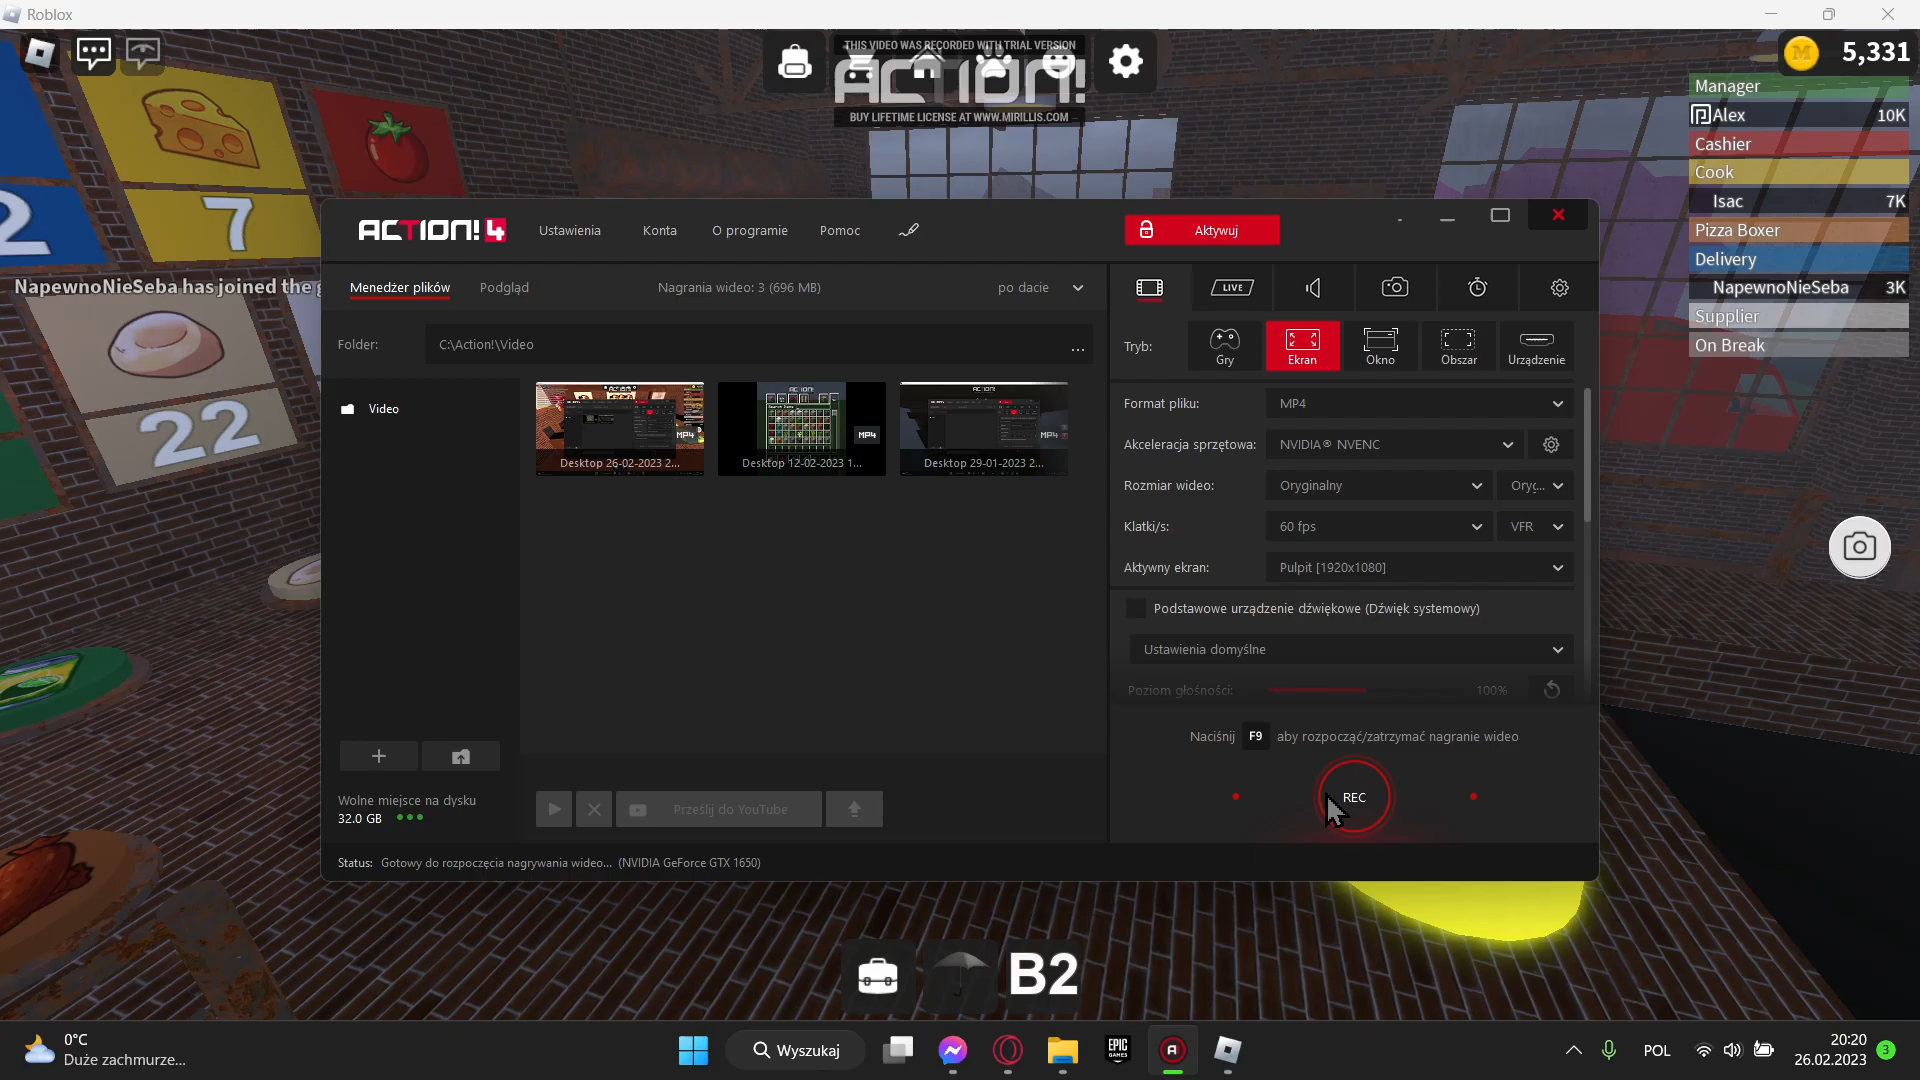 Roblox
THIS VIDEO WAS RECORDED WITH TRIAL VERSION
ACTION!
BUY LIFETIME LICENSE AT WWW.MIRILLIS.COM
M
5,331
Manager
Alex 10K
Cashier
Cook
Isac 7K
Pizza Boxer
Delivery
NapewnoNieSeba 3K
Supplier
On Break
2
7
22
NapewnoNieSeba has joined the g
ACTION! 4
Ustawienia
Konta
O programie
Pomoc
Aktywuj
Menedżer plików
Podgląd
Nagrania wideo: 3 (696 MB)
po dacie
LIVE
Folder:
C:\Action!\Video
...
Video
MP4
Desktop 26-02-2023 2...
MP4
Desktop 12-02-2023 1...
MP4
Desktop 29-01-2023 2...
Tryb:
Gry
Ekran
Okno
Obszar
Urządzenie
Format pliku:
MP4
Akceleracja sprzętowa:
NVIDIA® NVENC
Rozmiar wideo:
Oryginalny
Oryg...
Klatki/s:
60 fps
VFR
Aktywny ekran:
Pulpit [1920x1080]
Podstawowe urządzenie dźwiękowe (Dźwięk systemowy)
Ustawienia domyślne
Poziom głośności:
100%
Naciśnij F9 aby rozpocząć/zatrzymać nagranie wideo
REC
Wolne miejsce na dysku
32.0 GB
Prześlij do YouTube
Status: Gotowy do rozpoczęcia nagrywania wideo... (NVIDIA GeForce GTX 1650)
B2
0°C
Duże zachmurze...
Wyszukaj
EPIC
GAMES
POL
20:20
26.02.2023
3